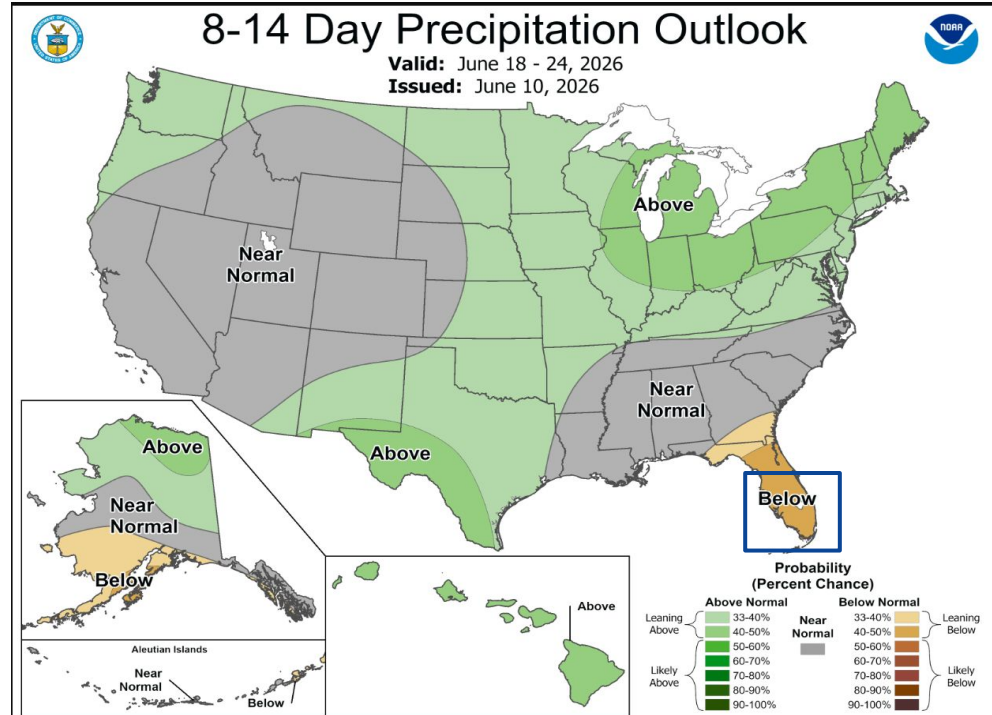 8-14 Day Precipitation Outlook
Valid: June 18 - 24, 2026
Issued: June 10, 2026
NOAA
Above
Near
Normal
Near
Normal
Above
Below
Above
Near
Normal
Below
Aleutian Islands
Near
Normal
Below
Above
Probability
(Percent Chance)
Above Normal
Below Normal
Near
Normal
Leaning
Above
33-40%
40-50%
Likely
Above
50-60%
60-70%
70-80%
80-90%
90-100%
33-40%
40-50%
Leaning
Below
50-60%
60-70%
70-80%
80-90%
90-100%
Likely
Below